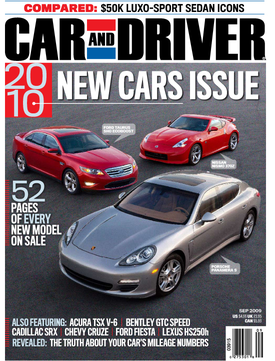 COMPARED: $50K LUXO-SPORT SEDAN ICONS
CAR AND DRIVER
2010 NEW CARS ISSUE
FORD TAURUS
SHO ECOBOOST
NISSAN
NISMO 370Z
52
PAGES
OF EVERY
NEW MODEL
ON SALE
PORSCHE
PANAMERA S
SEP 2009
ALSO FEATURING: ACURA TSX V-6 | BENTLEY GTC SPEED
CADILLAC SRX | CHEVY CRUZE | FORD FIESTA | LEXUS HS250h
REVEALED: THE TRUTH ABOUT YOUR CAR'S MILEAGE NUMBERS